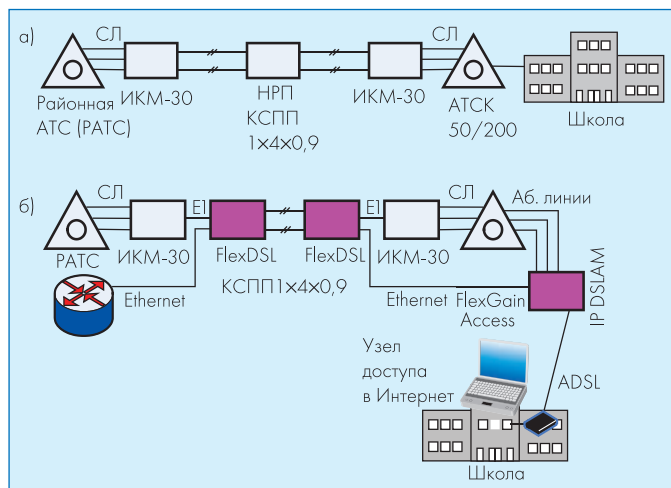 а)
СЛ
СЛ
ИКМ-30
ИКМ-30
Районная
АТС (РАТС)
НРП
КСПП
1×4×0,9
АТСК
50/200
Школа
б)
СЛ
Е1
Е1
СЛ
Аб. линии
РАТС
ИКМ-30
FlexDSL
FlexDSL
ИКМ-30
КСПП1×4×0,9
Ethernet
Ethernet
FlexGain
Access
IP DSLAM
Узел
доступа
в Интернет
ADSL
Школа